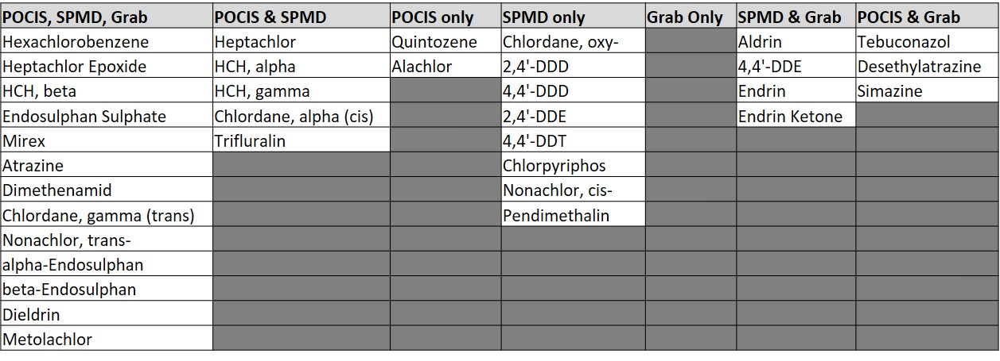 POCIS, SPMD, Grab POCIS & SPMD POCIS only SPMD only Grab Only SPMD & Grab POCIS & Grab
Hexachlorobenzene Heptachlor Quintozene Chlordane, oxy- Aldrin Tebuconazol
Heptachlor Epoxide HCH, alpha Alachlor 2,4'-DDD 4,4'-DDE Desethylatrazine
HCH, beta HCH, gamma 4,4'-DDD Endrin Simazine
Endosulphan Sulphate Chlordane, alpha (cis) 2,4'-DDE Endrin Ketone
Mirex Trifluralin 4,4'-DDT
Atrazine Chlorpyriphos
Dimethenamid Nonachlor, cis-
Chlordane, gamma (trans) Pendimethalin
Nonachlor, trans-
alpha-Endosulphan
beta-Endosulphan
Dieldrin
Metolachlor